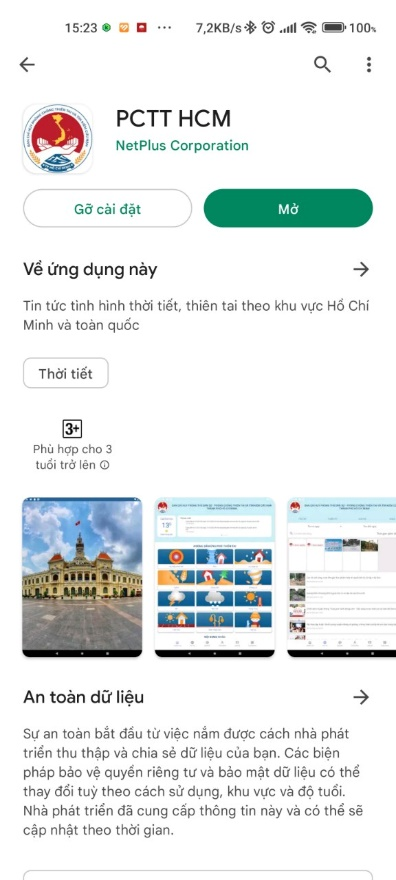 15:23 ... 7,2KB/s 100%
PCTT HCM
NetPlus Corporation
Gỡ cài đặt
Mở
Về ứng dụng này
Tin tức tình hình thời tiết, thiên tai theo khu vực Hồ Chí
Minh và toàn quốc
Thời tiết
3+
Phù hợp cho 3
tuổi trở lên
An toàn dữ liệu
Sự an toàn bắt đầu từ việc nắm được cách nhà phát
triển thu thập và chia sẻ dữ liệu của bạn. Các biện
pháp bảo vệ quyền riêng tư và bảo mật dữ liệu có thể
thay đổi tuỳ theo cách sử dụng, khu vực và độ tuổi.
Nhà phát triển đã cung cấp thông tin này và có thể sẽ
cập nhật theo thời gian.